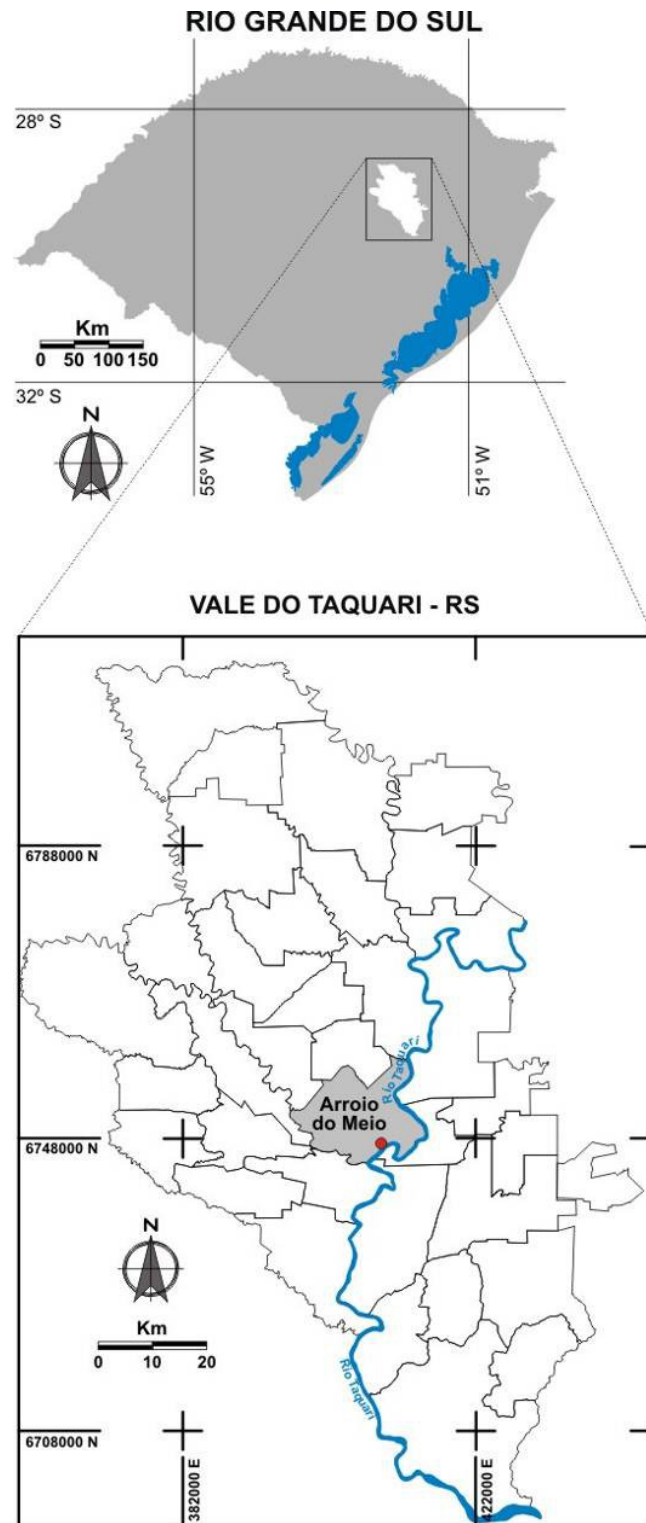 RIO GRANDE DO SUL
28º S
Km
0 50 100 150
32º S
N
55º W
51º W
VALE DO TAQUARI - RS
6788000 N
Rio Taquari
Arroio
do Meio
6748000 N
N
Km
0 10 20
Rio Taquari
6708000 N
382000 E
422000 E